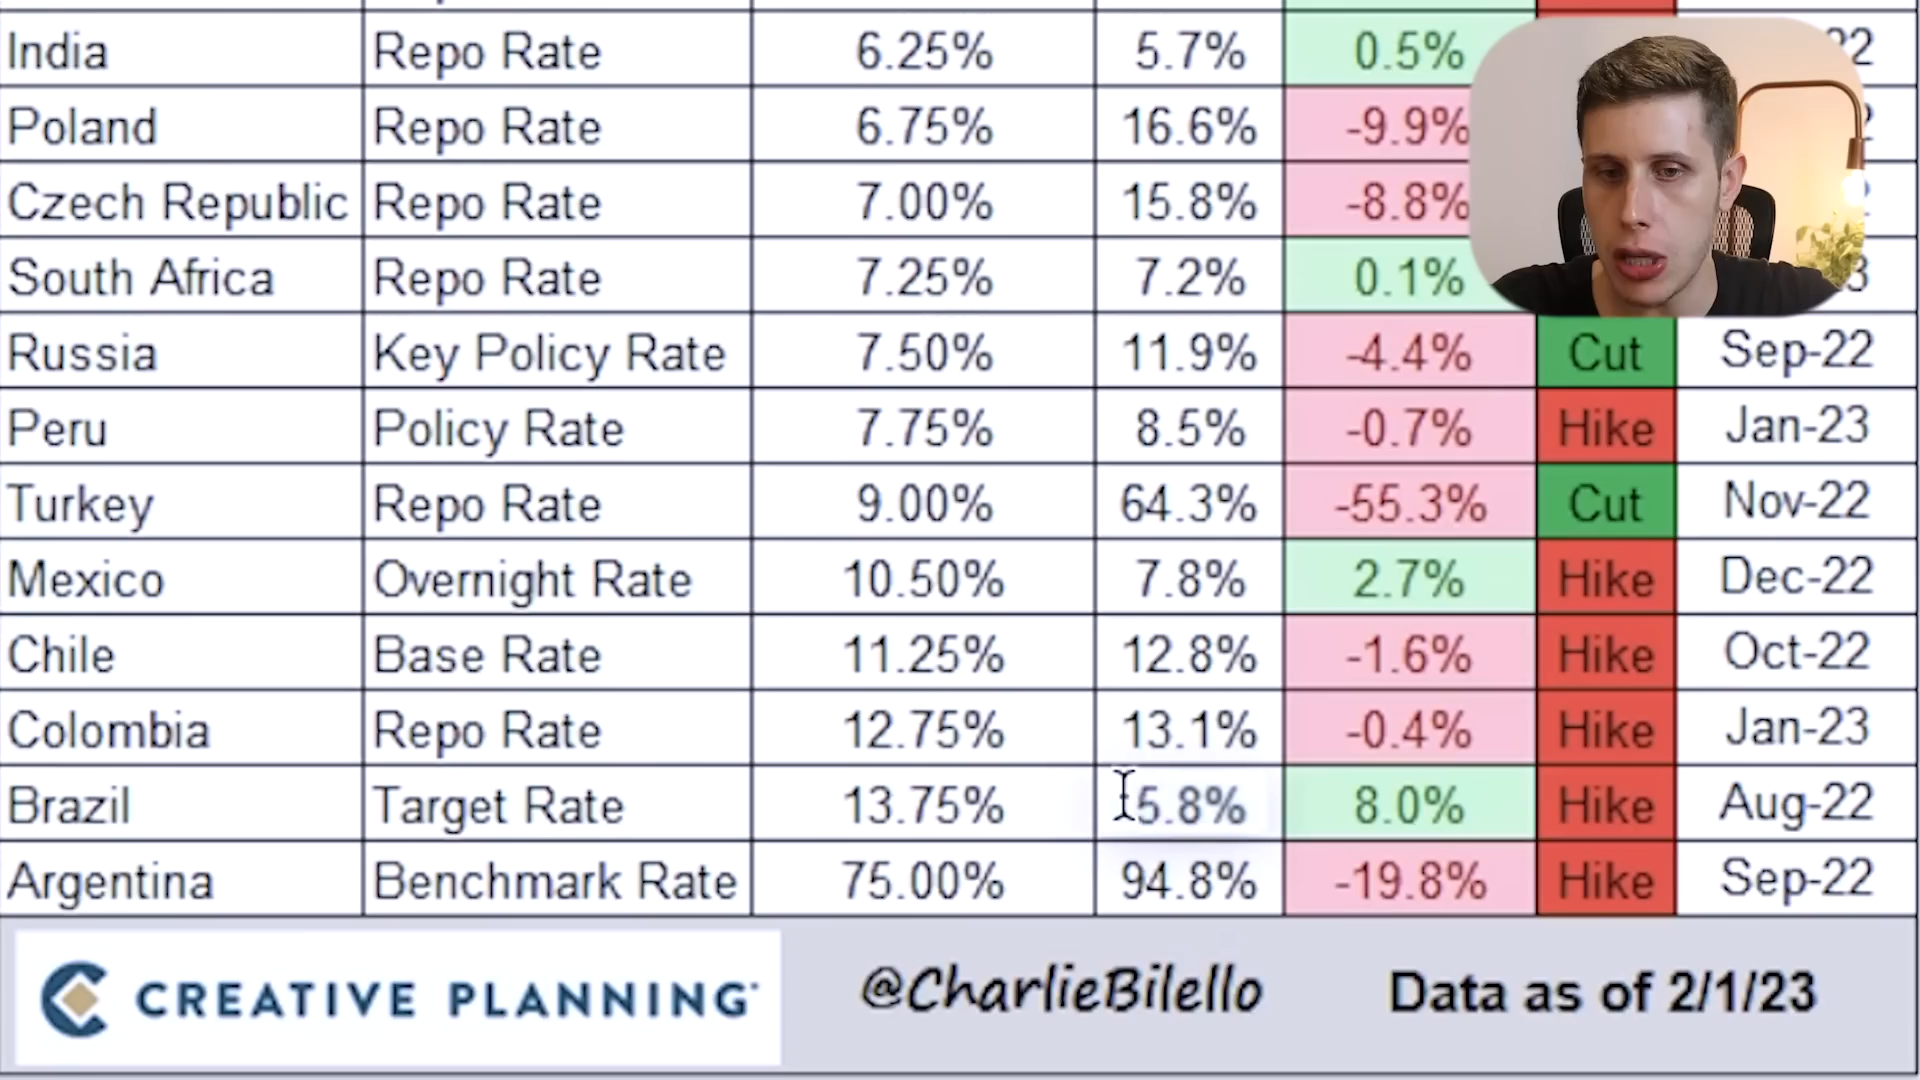 India Repo Rate 6.25% 5.7% 0.5%
Poland Repo Rate 6.75% 16.6% -9.9%
Czech Republic Repo Rate 7.00% 15.8% -8.8%
South Africa Repo Rate 7.25% 7.2% 0.1%
Russia Key Policy Rate 7.50% 11.9% -4.4% Cut Sep-22
Peru Policy Rate 7.75% 8.5% -0.7% Hike Jan-23
Turkey Repo Rate 9.00% 64.3% -55.3% Cut Nov-22
Mexico Overnight Rate 10.50% 7.8% 2.7% Hike Dec-22
Chile Base Rate 11.25% 12.8% -1.6% Hike Oct-22
Colombia Repo Rate 12.75% 13.1% -0.4% Hike Jan-23
Brazil Target Rate 13.75% 5.8% 8.0% Hike Aug-22
Argentina Benchmark Rate 75.00% 94.8% -19.8% Hike Sep-22
CREATIVE PLANNING @CharlieBilello Data as of 2/1/23